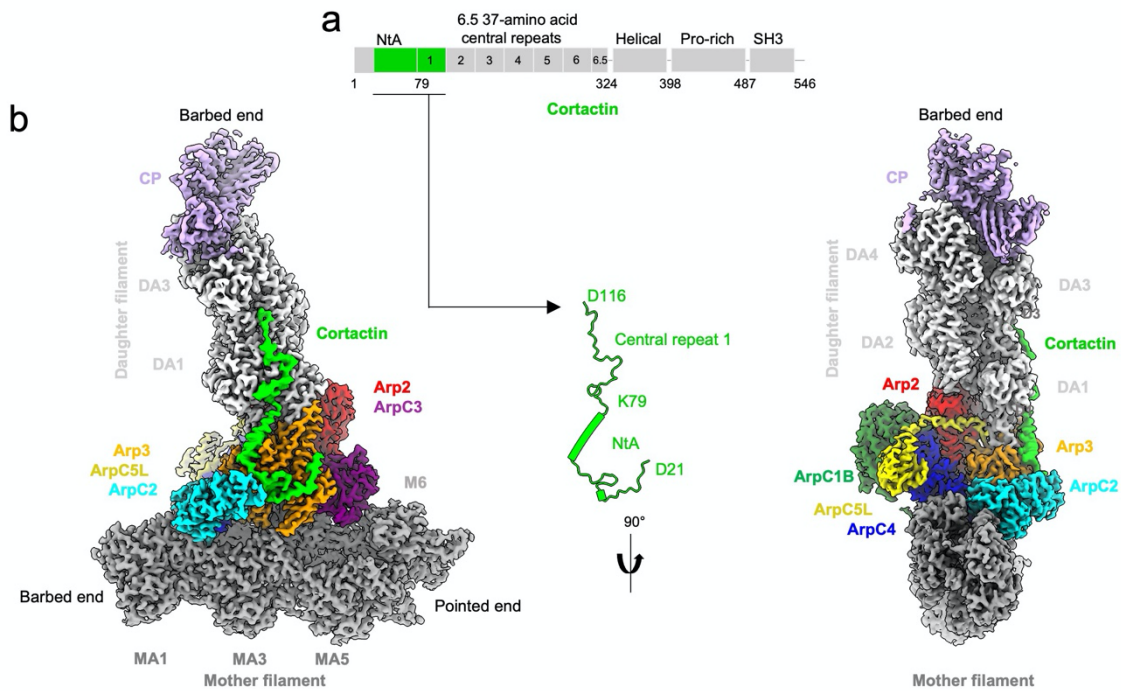 a
6.5 37-amino acid
central repeats
NtA
Helical
Pro-rich
SH3
1 2 3 4 5 6 6.5
1 79 324 398 487 546
Cortactin
b
Barbed end
CP
Daughter filament
DA3
Cortactin
DA1
Arp2
ArpC3
Arp3
ArpC5L
ArpC2
M6
Barbed end
Pointed end
MA1 MA3 MA5
Mother filament
D116
Central repeat 1
K79
NtA
D21
90°
Barbed end
CP
Daughter filament
DA4
DA3
D3
Cortactin
DA2
DA1
Arp2
Arp3
ArpC1B
ArpC2
ArpC5L
ArpC4
Mother filament